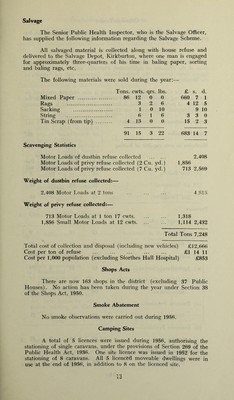 Salvage
The Senior Public Health Inspector, who is the Salvage Officer,
has supplied the following information regarding the Salvage Scheme.
All salvaged material is collected along with house refuse and
delivered to the Salvage Depot, Kirkburton, where one man is engaged
for approximately three-quarters of his time in baling paper, sorting
and baling rags, etc.
The following materials were sold during the year:—
Tons. cwts. qrs. lbs. £ s. d.
Mixed Paper 86 12 0 0 660 7 1
Rags 3 2 6 4 12 5
Sacking 1 0 10 9 10
String 6 1 6 3 3 0
Tin Scrap (from tip) 4 13 0 0 15 2 3
91 15 3 22 683 14 7
Scavenging Statistics
Motor Loads of dustbin refuse collected 2,408
Motor Loads of privy refuse collected (2 Cu. yd.) 1,856
Motor Loads of privy refuse collected (7 Cu. yd.) 713 2,569
Weight of dustbin refuse collected:—
2,408 Motor Loads at 2 tons
Weight of privy refuse collected:—
713 Motor Loads at 1 ton 17 cwts. 1,318
1,856 Small Motor Loads at 12 cwts. 1,114 2,432
Total Tons 7,248
Total cost of collection and disposal (including new vehicles) £12,666
Cost per ton of refuse £1 14 11
Cost per 1,000 population (excluding Storthes Hall Hospital) £853
Shops Acts
There are now 163 shops in the district (excluding 37 Public
Houses). No action has been taken during the year under Section 38
of the Shops Act, 1950.
Smoke Abatement
No smoke observations were carried out during 1956.
Camping Sites
A total of 5 licences were issued during 1956, authorising the
stationing of single caravans, under the provisions of Section 269 of the
Public Health Act, 1936. One site licence was issued in 1952 for the
stationing of 8 caravans. All 5 licensed moveable dwellings were in
use at the end of 1956, in addition to 8 on the licenced site.
13